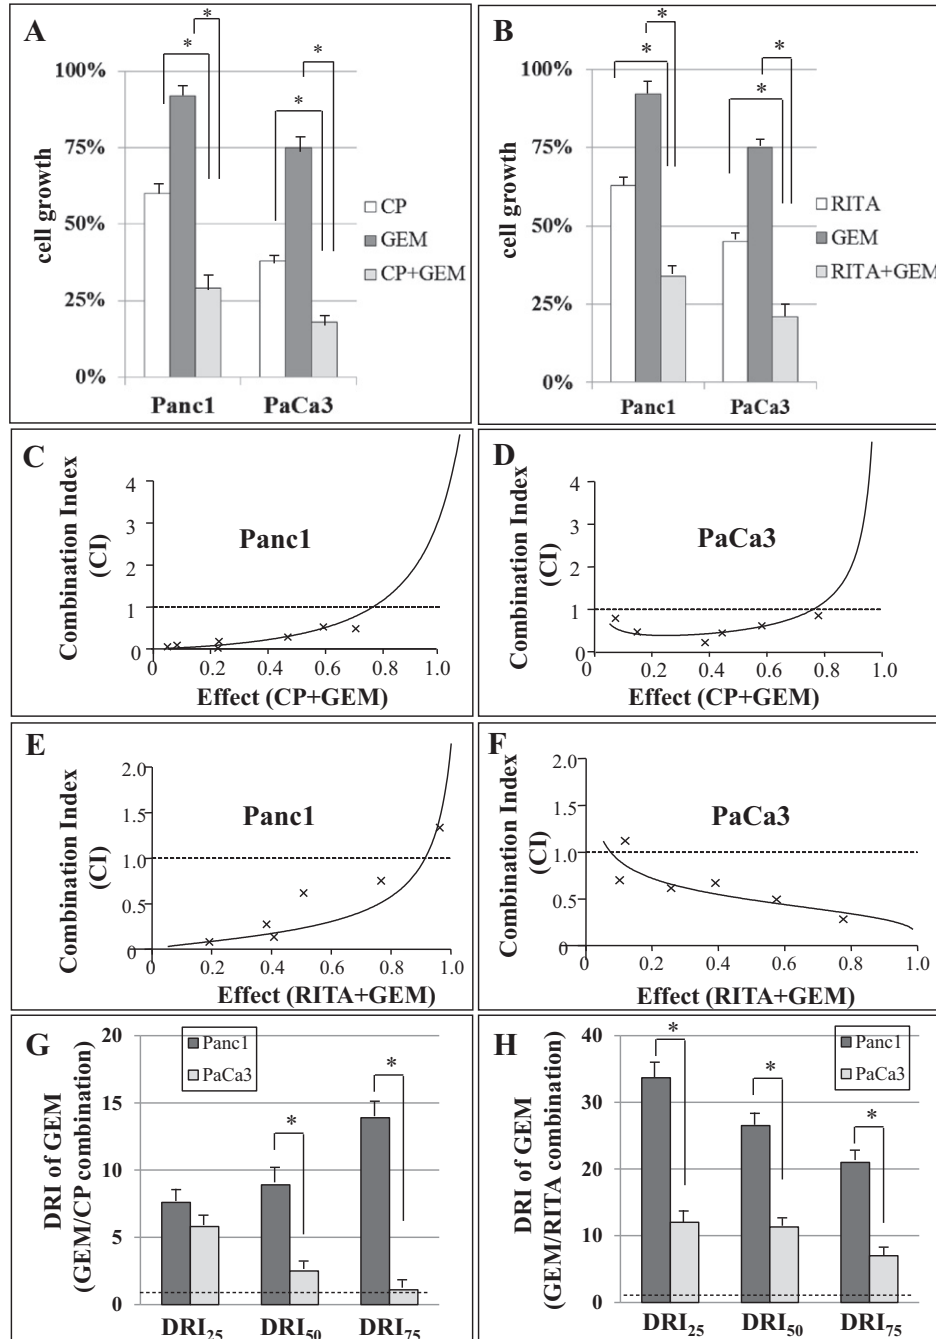 A
*
*
*
*
100%
75%
50%
25%
0%
cell growth
CP
GEM
CP+GEM
Panc1 PaCa3
B
*
*
*
*
100%
75%
50%
25%
0%
cell growth
RITA
GEM
RITA+GEM
Panc1 PaCa3
C
Combination Index
(CI)
4
3
2
1
0
Panc1
0 0.2 0.4 0.6 0.8 1.0
Effect (CP+GEM)
D
Combination Index
(CI)
4
3
2
1
0
PaCa3
0 0.2 0.4 0.6 0.8 1.0
Effect (CP+GEM)
E
Combination Index
(CI)
2.0
1.5
1.0
0.5
0
Panc1
0 0.2 0.4 0.6 0.8 1.0
Effect (RITA+GEM)
F
Combination Index
(CI)
2.0
1.5
1.0
0.5
0
PaCa3
0 0.2 0.4 0.6 0.8 1.0
Effect (RITA+GEM)
G
DRI of GEM
(GEM/CP combination)
20
15
10
5
0
Panc1
PaCa3
*
*
DRI25 DRI50 DRI75
H
DRI of GEM
(GEM/RITA combination)
40
30
20
10
0
Panc1
PaCa3
*
*
*
DRI25 DRI50 DRI75